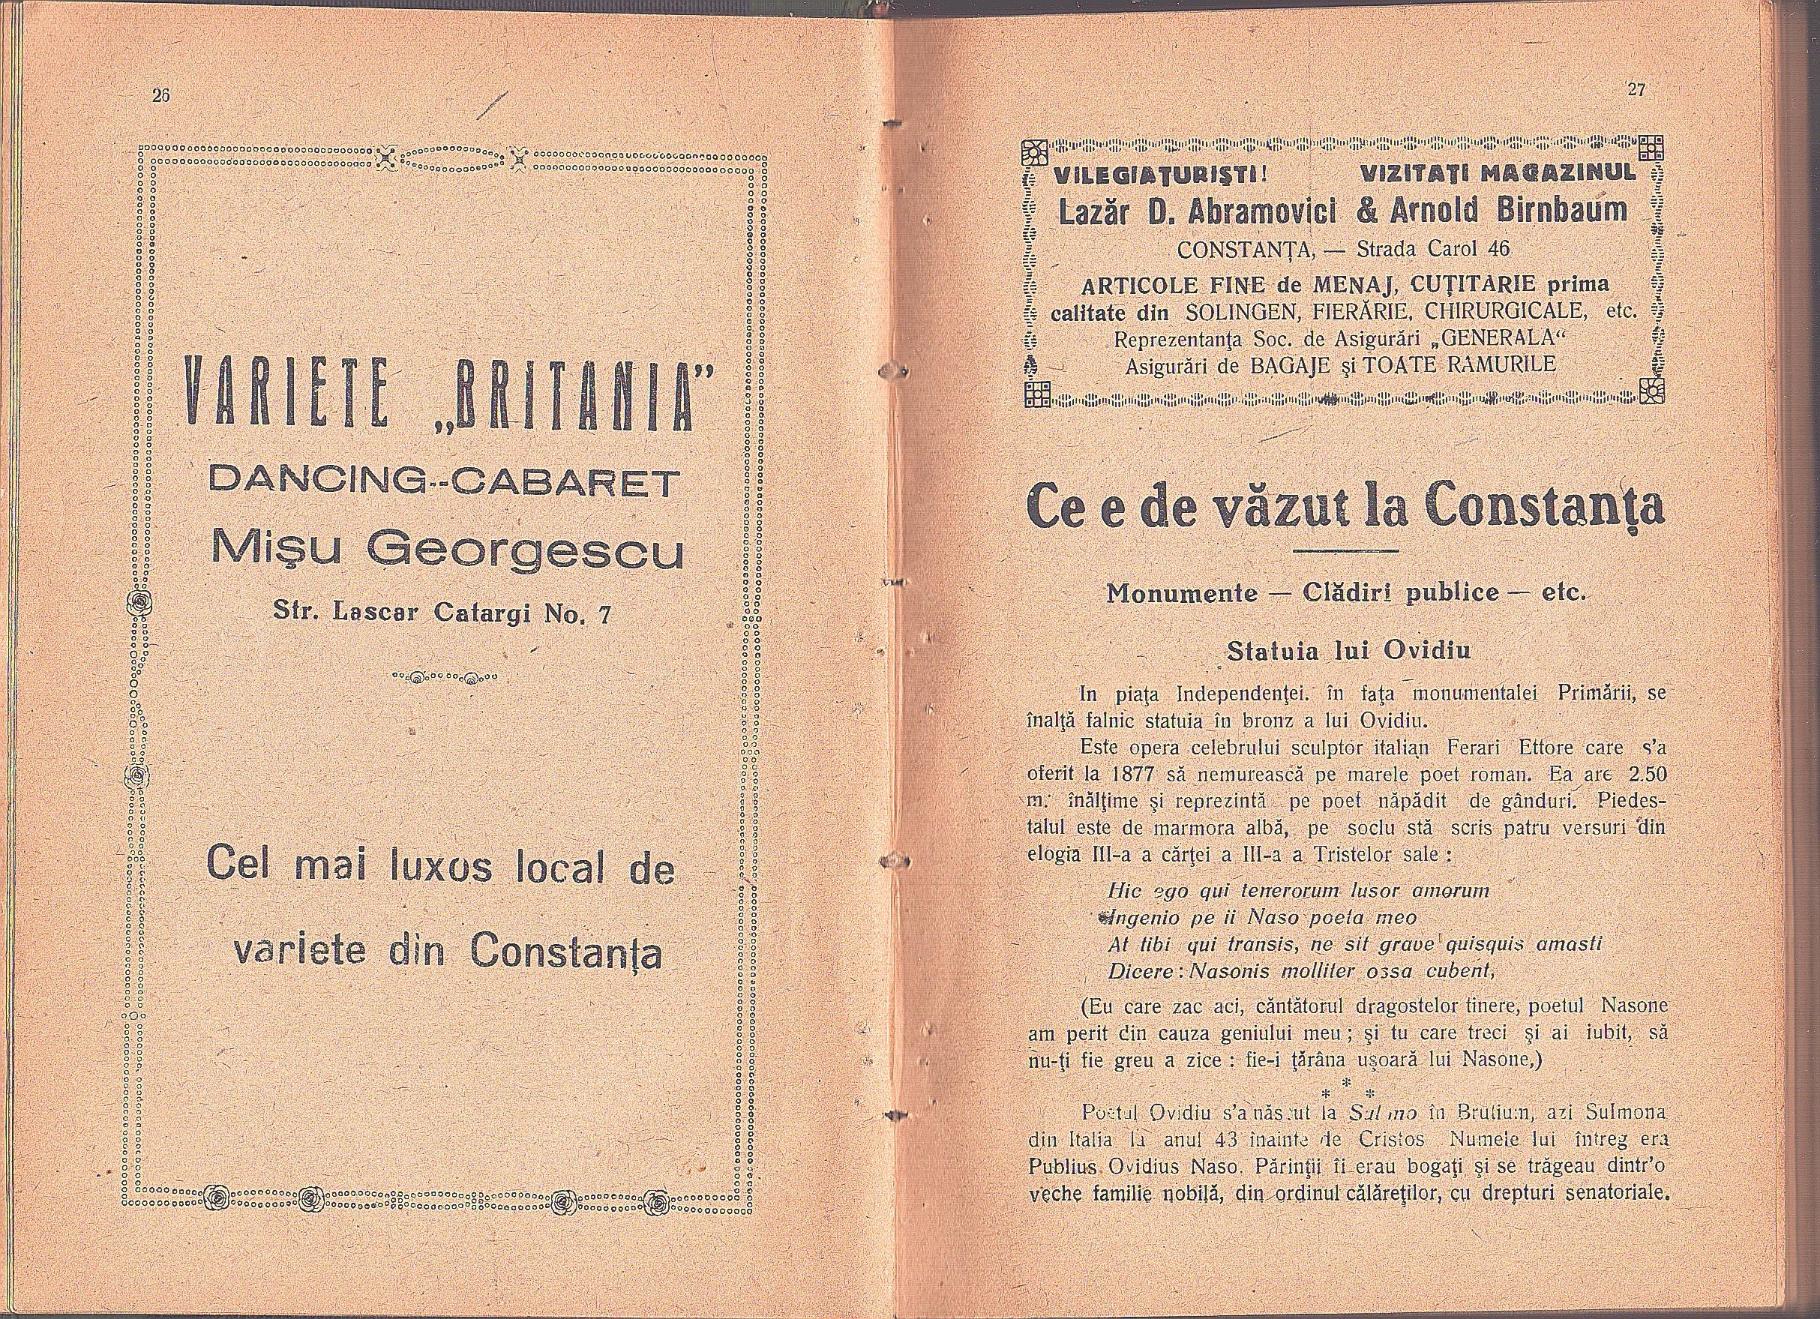 26
VARIETE „BRITANIA”
DANCING--CABARET
Mişu Georgescu
Str. Lascar Catargi No. 7
Cel mai luxos local de
variete din Constanţa
27
VILEGIATURIŞTI! VIZITAŢI MAGAZINUL
Lazăr D. Abramovici & Arnold Birnbaum
CONSTANŢA, — Strada Carol 46
ARTICOLE FINE de MENAJ, CUŢITARIE prima
calitate din SOLINGEN, FIERĂRIE, CHIRURGICALE, etc.
Reprezentanţa Soc. de Asigurări „GENERALA“
Asigurări de BAGAJE şi TOATE RAMURILE
Ce e de văzut la Constanţa
Monumente — Clădiri publice — etc.
Statuia lui Ovidiu
In piaţa Independenţei. în faţa monumentalei Primării, se
înalţă falnic statuia în bronz a lui Ovidiu.
Este opera celebrului sculptor italian Ferari Ettore care s'a
oferit la 1877 să nemurească pe marele poet roman. Ea are 2.50
m. înălţime şi reprezintă pe poet năpădit de gânduri. Piedes-
talul este de marmora albă, pe soclu stă scris patru versuri din
elogia III-a a cărţei a III-a a Tristelor sale :
Hic ego qui tenerorum lusor amorum
Ingenio pe ii Naso poeta meo
At tibi qui transis, ne sit grave quisquis amasti
Dicere : Nasonis molliter ossa cubent,
(Eu care zac aci, cântătorul dragostelor tinere, poetul Nasone
am perit din cauza geniului meu ; şi tu care treci şi ai iubit, să
nu-ţi fie greu a zice : fie-i ţărâna uşoară lui Nasone,)
*
* *
Poetul Ovidiu s'a născut la Sulmo în Brutium, azi Sulmona
din Italia la anul 43 înainte de Cristos Numele lui întreg era
Publius Ovidius Naso. Părinţii îi erau bogaţi şi se trăgeau dintr'o
veche familie nobilă, din ordinul călăreţilor, cu drepturi senatoriale.